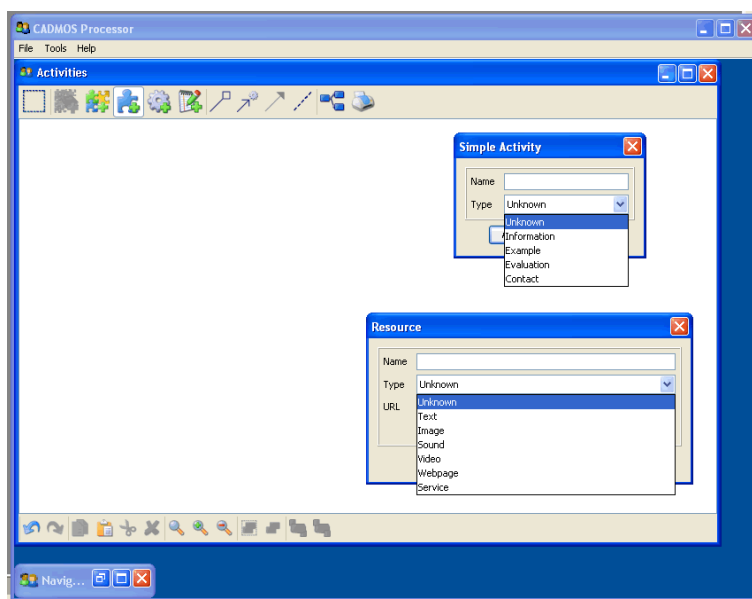 CADMOS Processor
File Tools Help
Activities
Simple Activity
Name
Type Unknown
Unknown
Information
Example
Evaluation
Contact
Resource
Name
Type Unknown
URL
Unknown
Text
Image
Sound
Video
Webpage
Service
Navig...